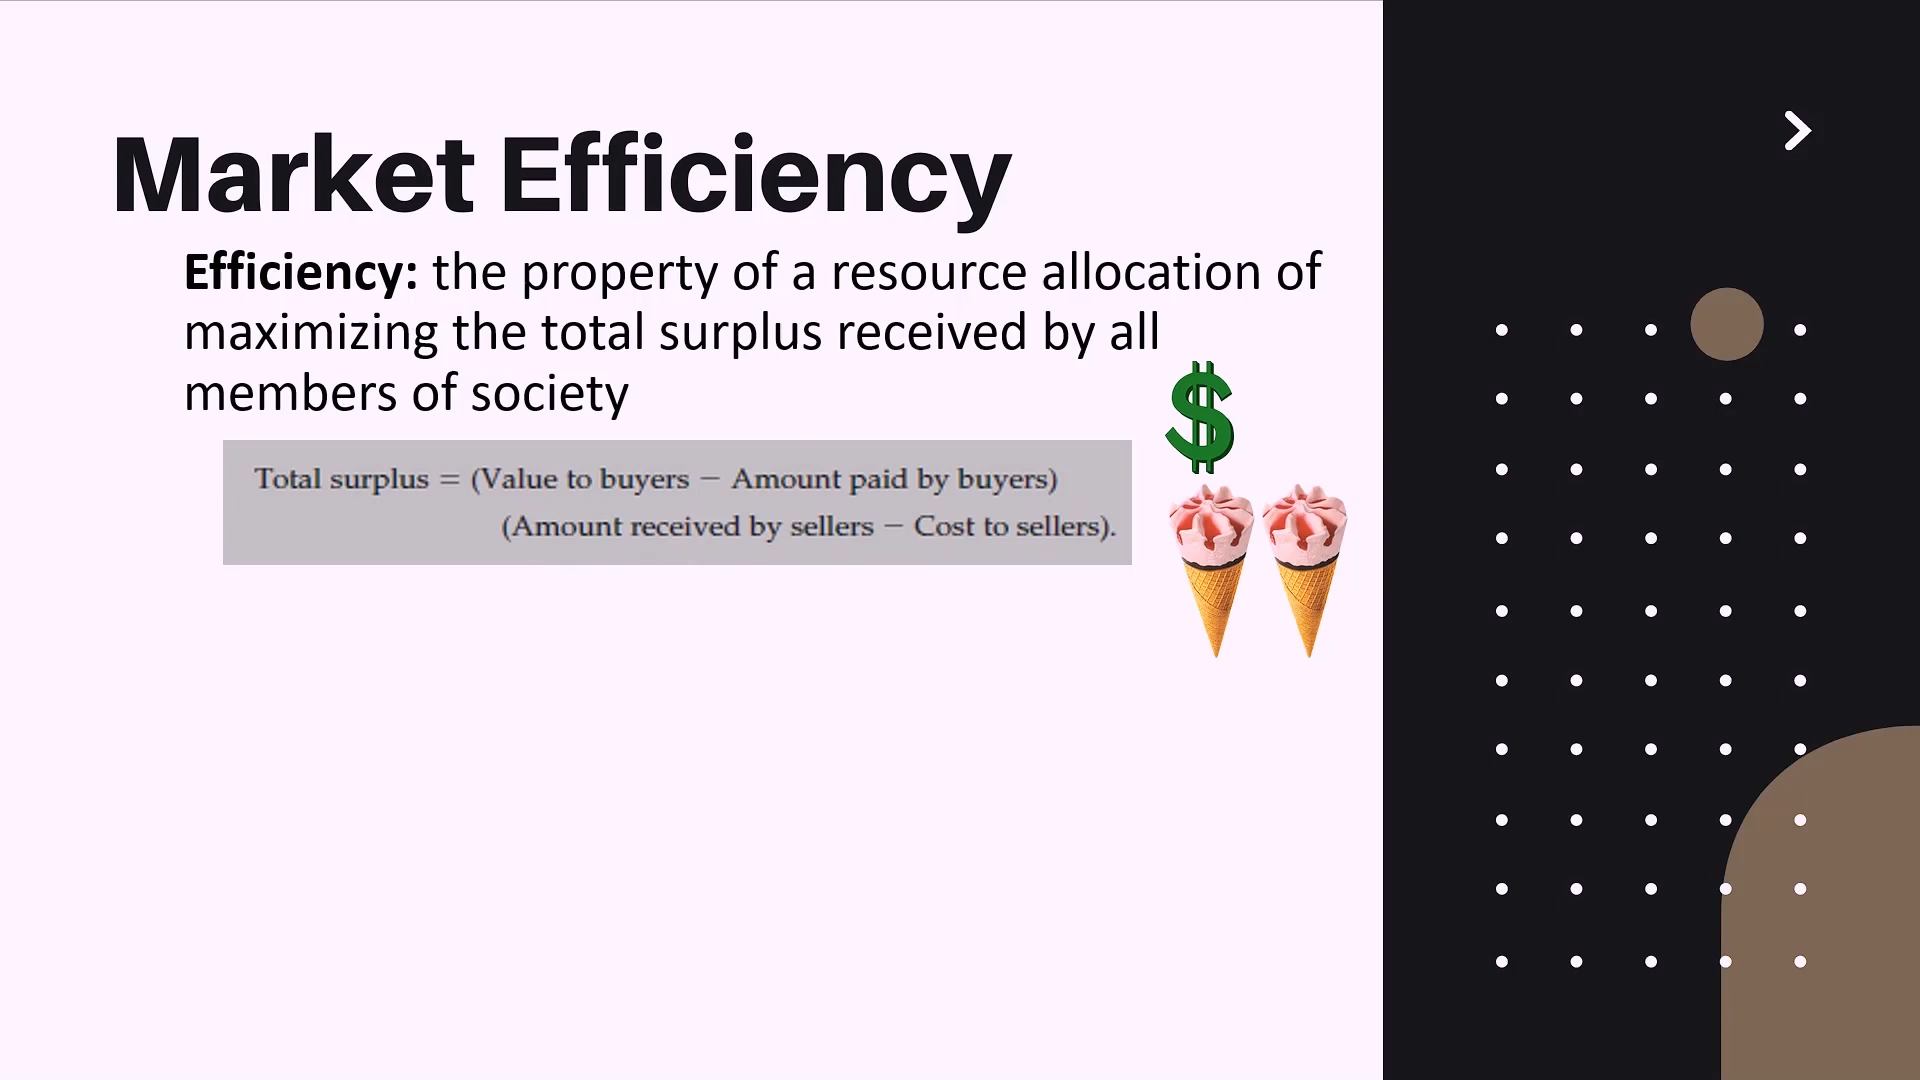 Market Efficiency
Efficiency: the property of a resource allocation of
maximizing the total surplus received by all
members of society
$
Total surplus = (Value to buyers − Amount paid by buyers)
(Amount received by sellers − Cost to sellers).